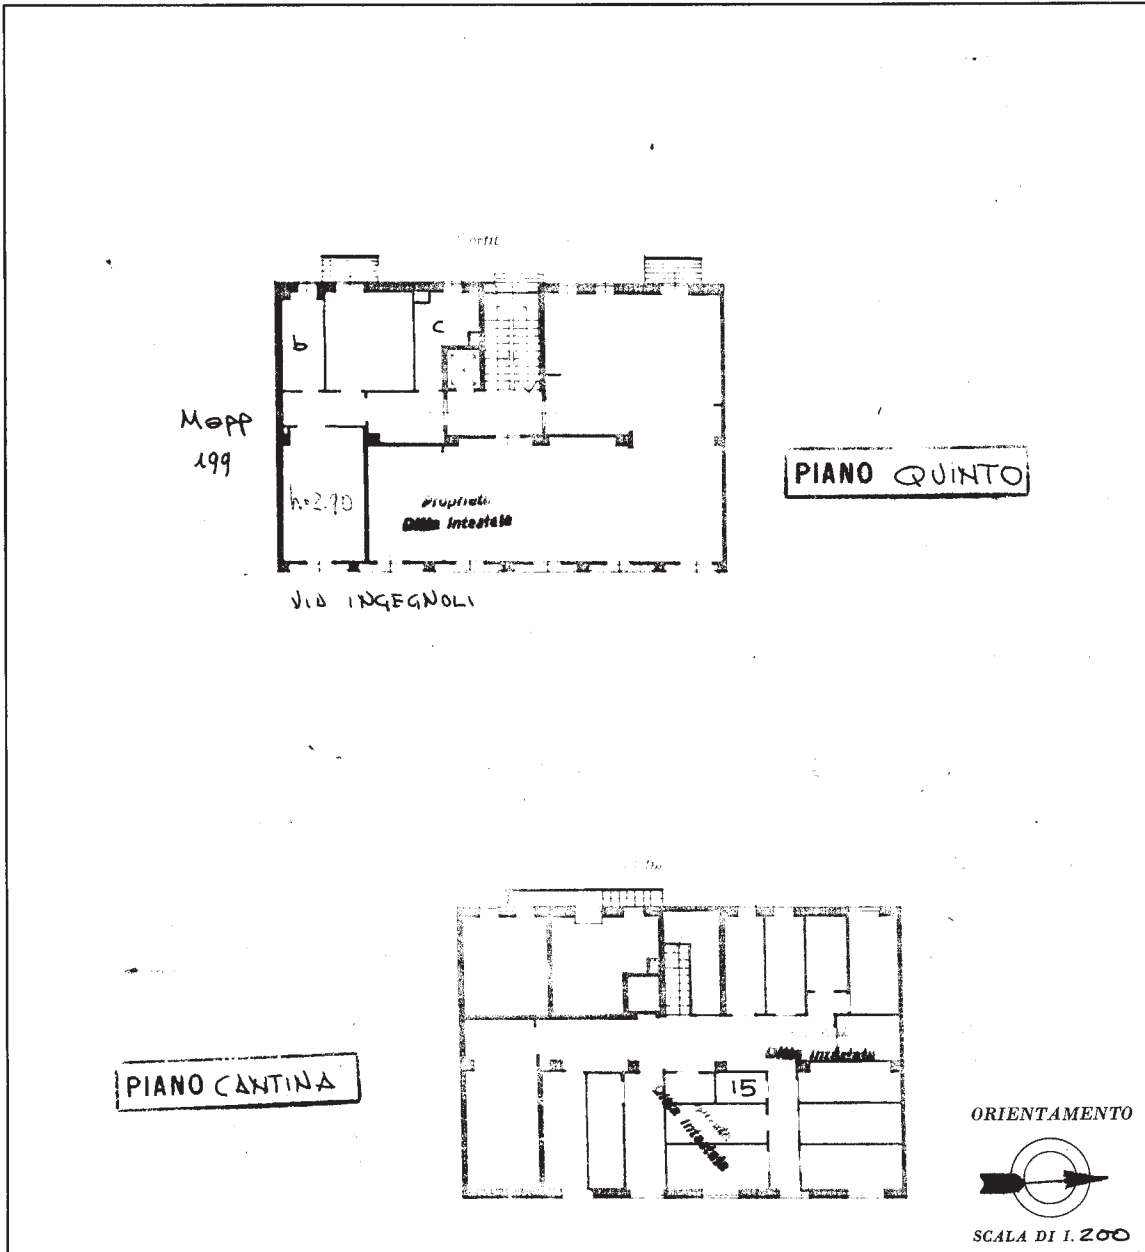 b
c
Mapp
199
PIANO QUINTO
h=2.90
Ditta Intestata
VIA INGEGNOLI
Ditta Intestata
PIANO CANTINA
15
Ditta Intestata
ORIENTAMENTO
SCALA DI 1.200